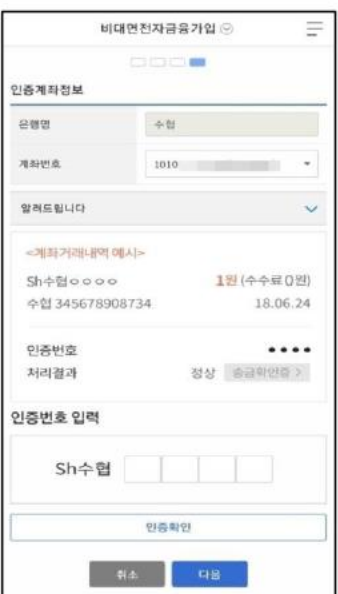 비대면전자금융가입
인증계좌정보
은행명 수협
계좌번호 1010
알려드립니다
<계좌거래내역 예시>
Sh수협ㅇㅇㅇㅇ 1원 (수수료 0원)
수협 345678908734 18.06.24
인증번호 ●●●●
처리결과 정상 송금확인증 >
인증번호 입력
Sh수협
인증확인
취소 다음